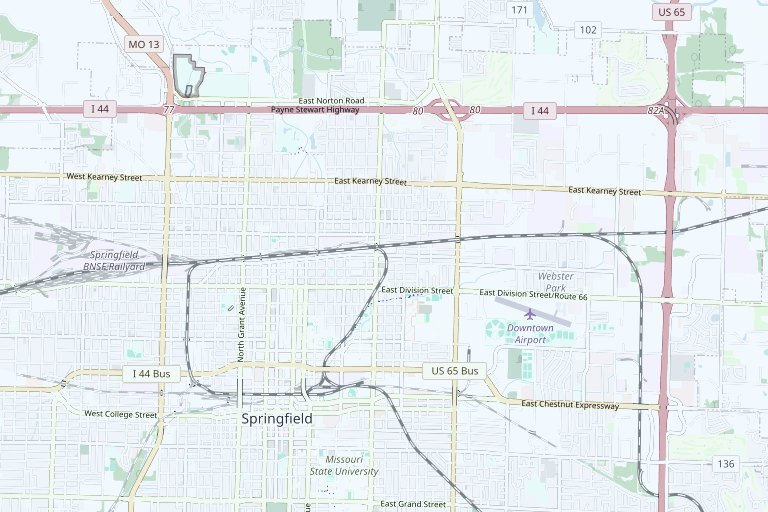 171
US 65
102
MO 13
East Norton Road
I 44
77
Payne Stewart Highway
80
80
I 44
82A
West Kearney Street
East Kearney Street
East Kearney Street
Springfield
BNSF Railyard
Webster
Park
East Division Street
East Division Street/Route 66
North Grant Avenue
Downtown
Airport
I 44 Bus
US 65 Bus
West College Street
East Chestnut Expressway
Springfield
Missouri
State University
136
East Grand Street